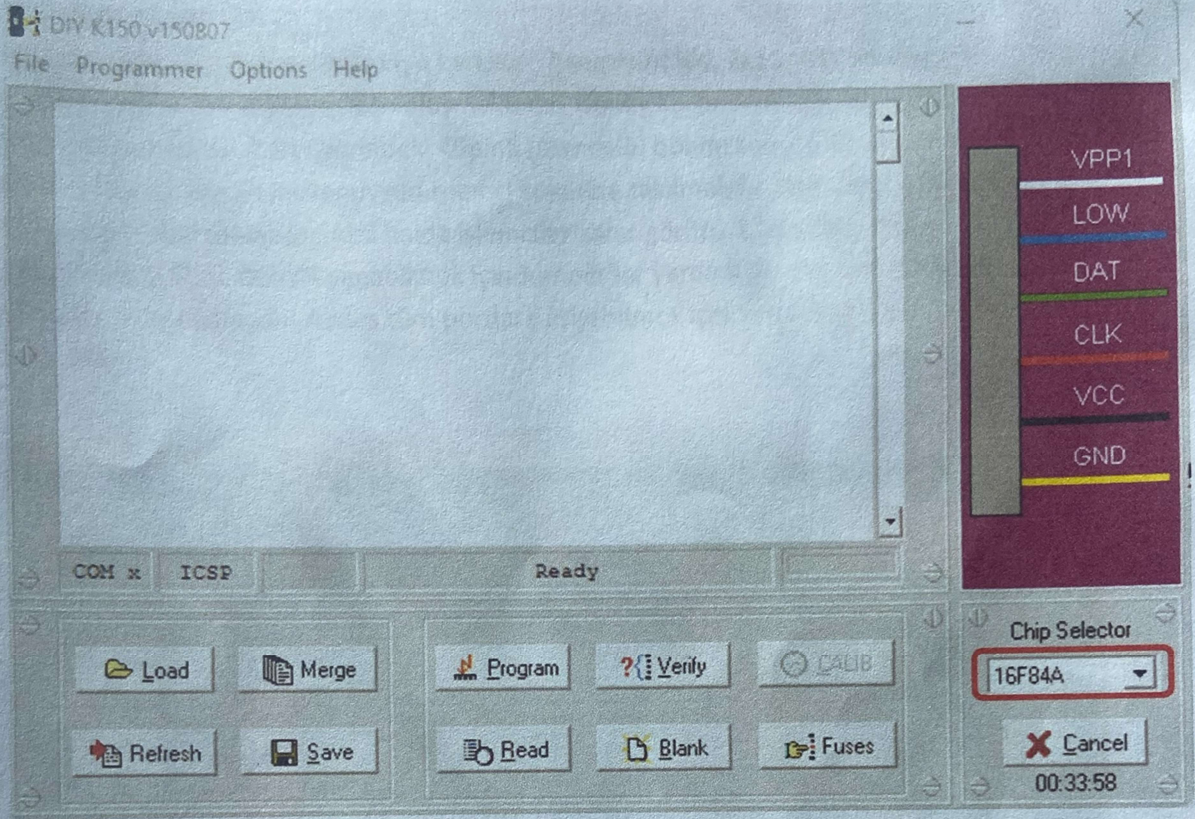 DIY K150 v150807
File Programmer Options Help
VPP1
LOW
DAT
CLK
VCC
GND
COM x ICSP Ready
Chip Selector
16F84A
Load Merge Program Verify CALIB
Refresh Save Read Blank Fuses
Cancel
00:33:58